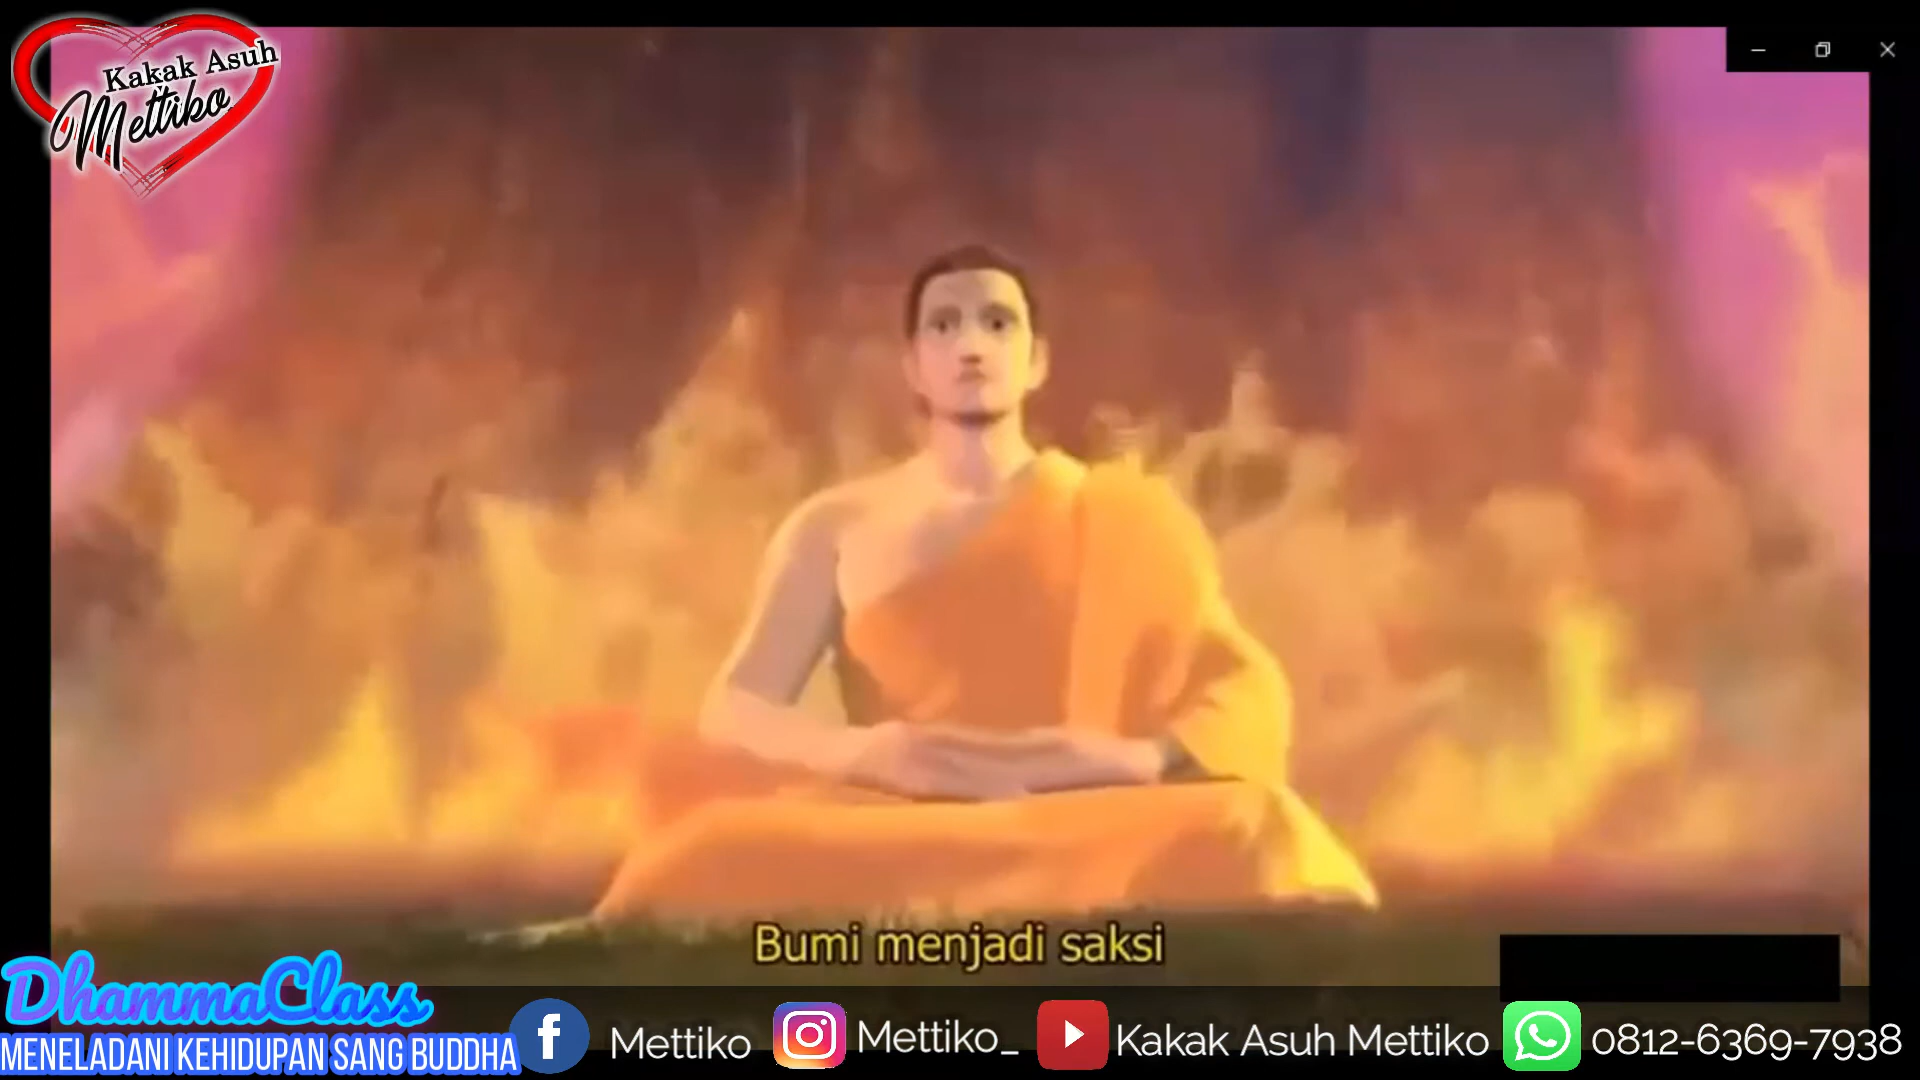 Kakak Asuh
Mettiko
Bumi menjadi saksi
DhammaClass
MENELADANI KEHIDUPAN SANG BUDDHA
Mettiko
Mettiko_
Kakak Asuh Mettiko
0812-6369-7938